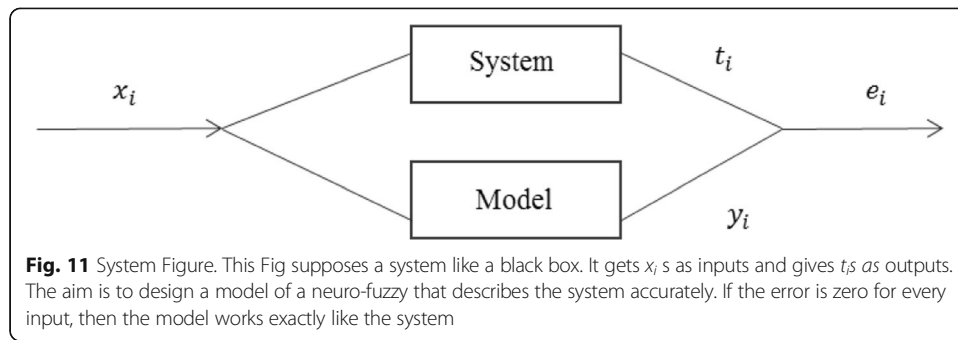 System
t_i
x_i
e_i
Model
y_i
Fig. 11 System Figure. This Fig supposes a system like a black box. It gets x_i s as inputs and gives t_is as outputs.
The aim is to design a model of a neuro-fuzzy that describes the system accurately. If the error is zero for every
input, then the model works exactly like the system